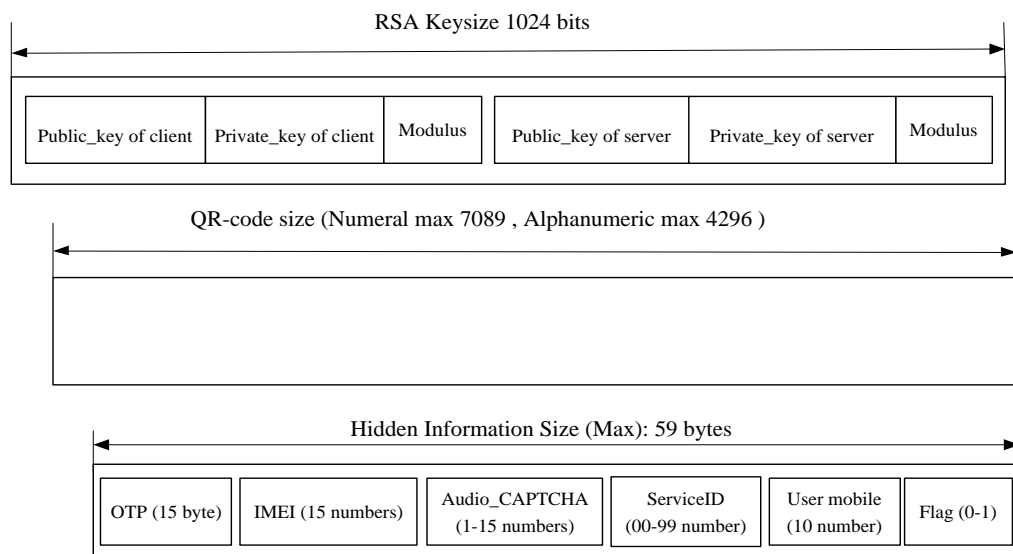 RSA Keysize 1024 bits
Public_key of client
Private_key of client
Modulus
Public_key of server
Private_key of server
Modulus
QR-code size (Numeral max 7089 , Alphanumeric max 4296 )
Hidden Information Size (Max): 59 bytes
OTP (15 byte)
IMEI (15 numbers)
Audio_CAPTCHA
(1-15 numbers)
ServiceID
(00-99 number)
User mobile
(10 number)
Flag (0-1)